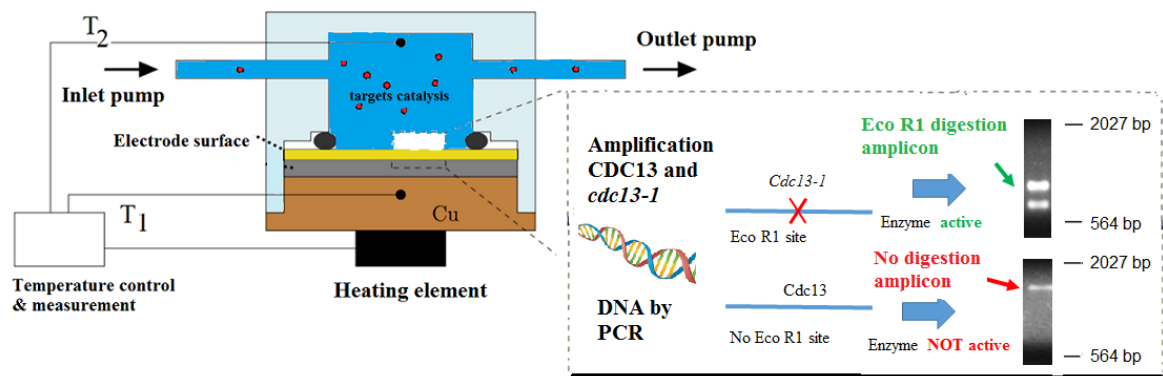 T2
Inlet pump
Outlet pump
targets catalysis
Electrode surface
T1
Cu
Temperature control
& measurement
Heating element
Amplification
CDC13 and
cdc13-1
DNA by
PCR
Cdc13-1
Eco R1 site
Eco R1 digestion
amplicon
Enzyme active
2027 bp
564 bp
Cdc13
No Eco R1 site
No digestion
amplicon
Enzyme NOT active
2027 bp
564 bp